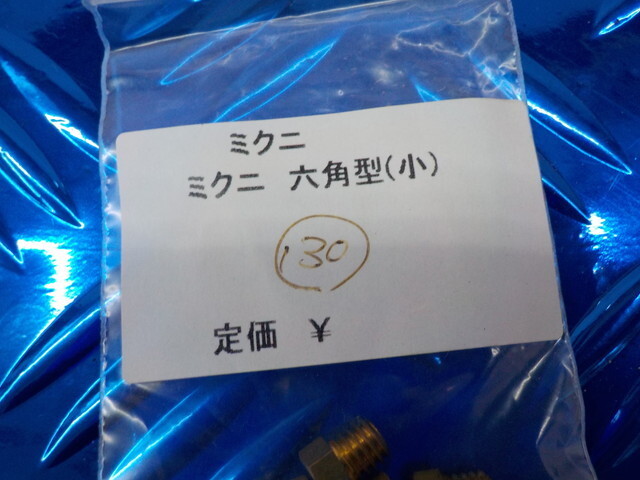 ミクニ
ミクニ 六角型(小)
130
定価 ¥